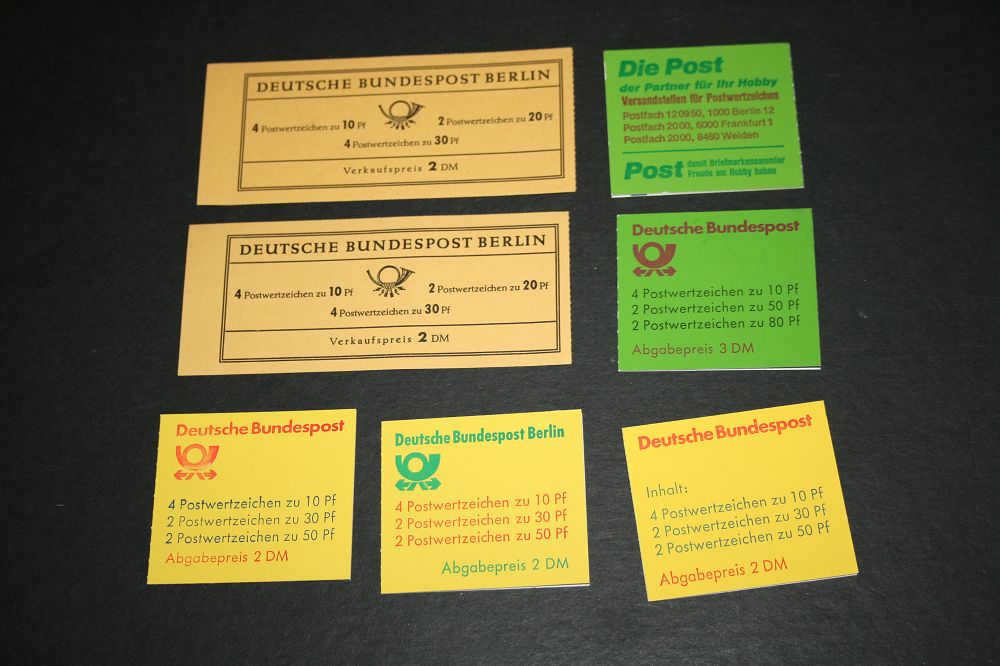 DEUTSCHE BUNDESPOST BERLIN
4 Postwertzeichen zu 10 Pf
2 Postwertzeichen zu 20 Pf
4 Postwertzeichen zu 30 Pf
Verkaufspreis 2 DM
Die Post
der Partner für Ihr Hobby
Versandstellen für Postwertzeichen
Postfach 120950, 1000 Berlin 12
Postfach 2000, 6000 Frankfurt 1
Postfach 2000, 8480 Weiden
Post damit Briefmarkensammler
Freude am Hobby haben
DEUTSCHE BUNDESPOST BERLIN
4 Postwertzeichen zu 10 Pf
2 Postwertzeichen zu 20 Pf
4 Postwertzeichen zu 30 Pf
Verkaufspreis 2 DM
Deutsche Bundespost
4 Postwertzeichen zu 10 Pf
2 Postwertzeichen zu 50 Pf
2 Postwertzeichen zu 80 Pf
Abgabepreis 3 DM
Deutsche Bundespost
4 Postwertzeichen zu 10 Pf
2 Postwertzeichen zu 30 Pf
2 Postwertzeichen zu 50 Pf
Abgabepreis 2 DM
Deutsche Bundespost Berlin
4 Postwertzeichen zu 10 Pf
2 Postwertzeichen zu 30 Pf
2 Postwertzeichen zu 50 Pf
Abgabepreis 2 DM
Deutsche Bundespost
Inhalt:
4 Postwertzeichen zu 10 Pf
2 Postwertzeichen zu 30 Pf
2 Postwertzeichen zu 50 Pf
Abgabepreis 2 DM